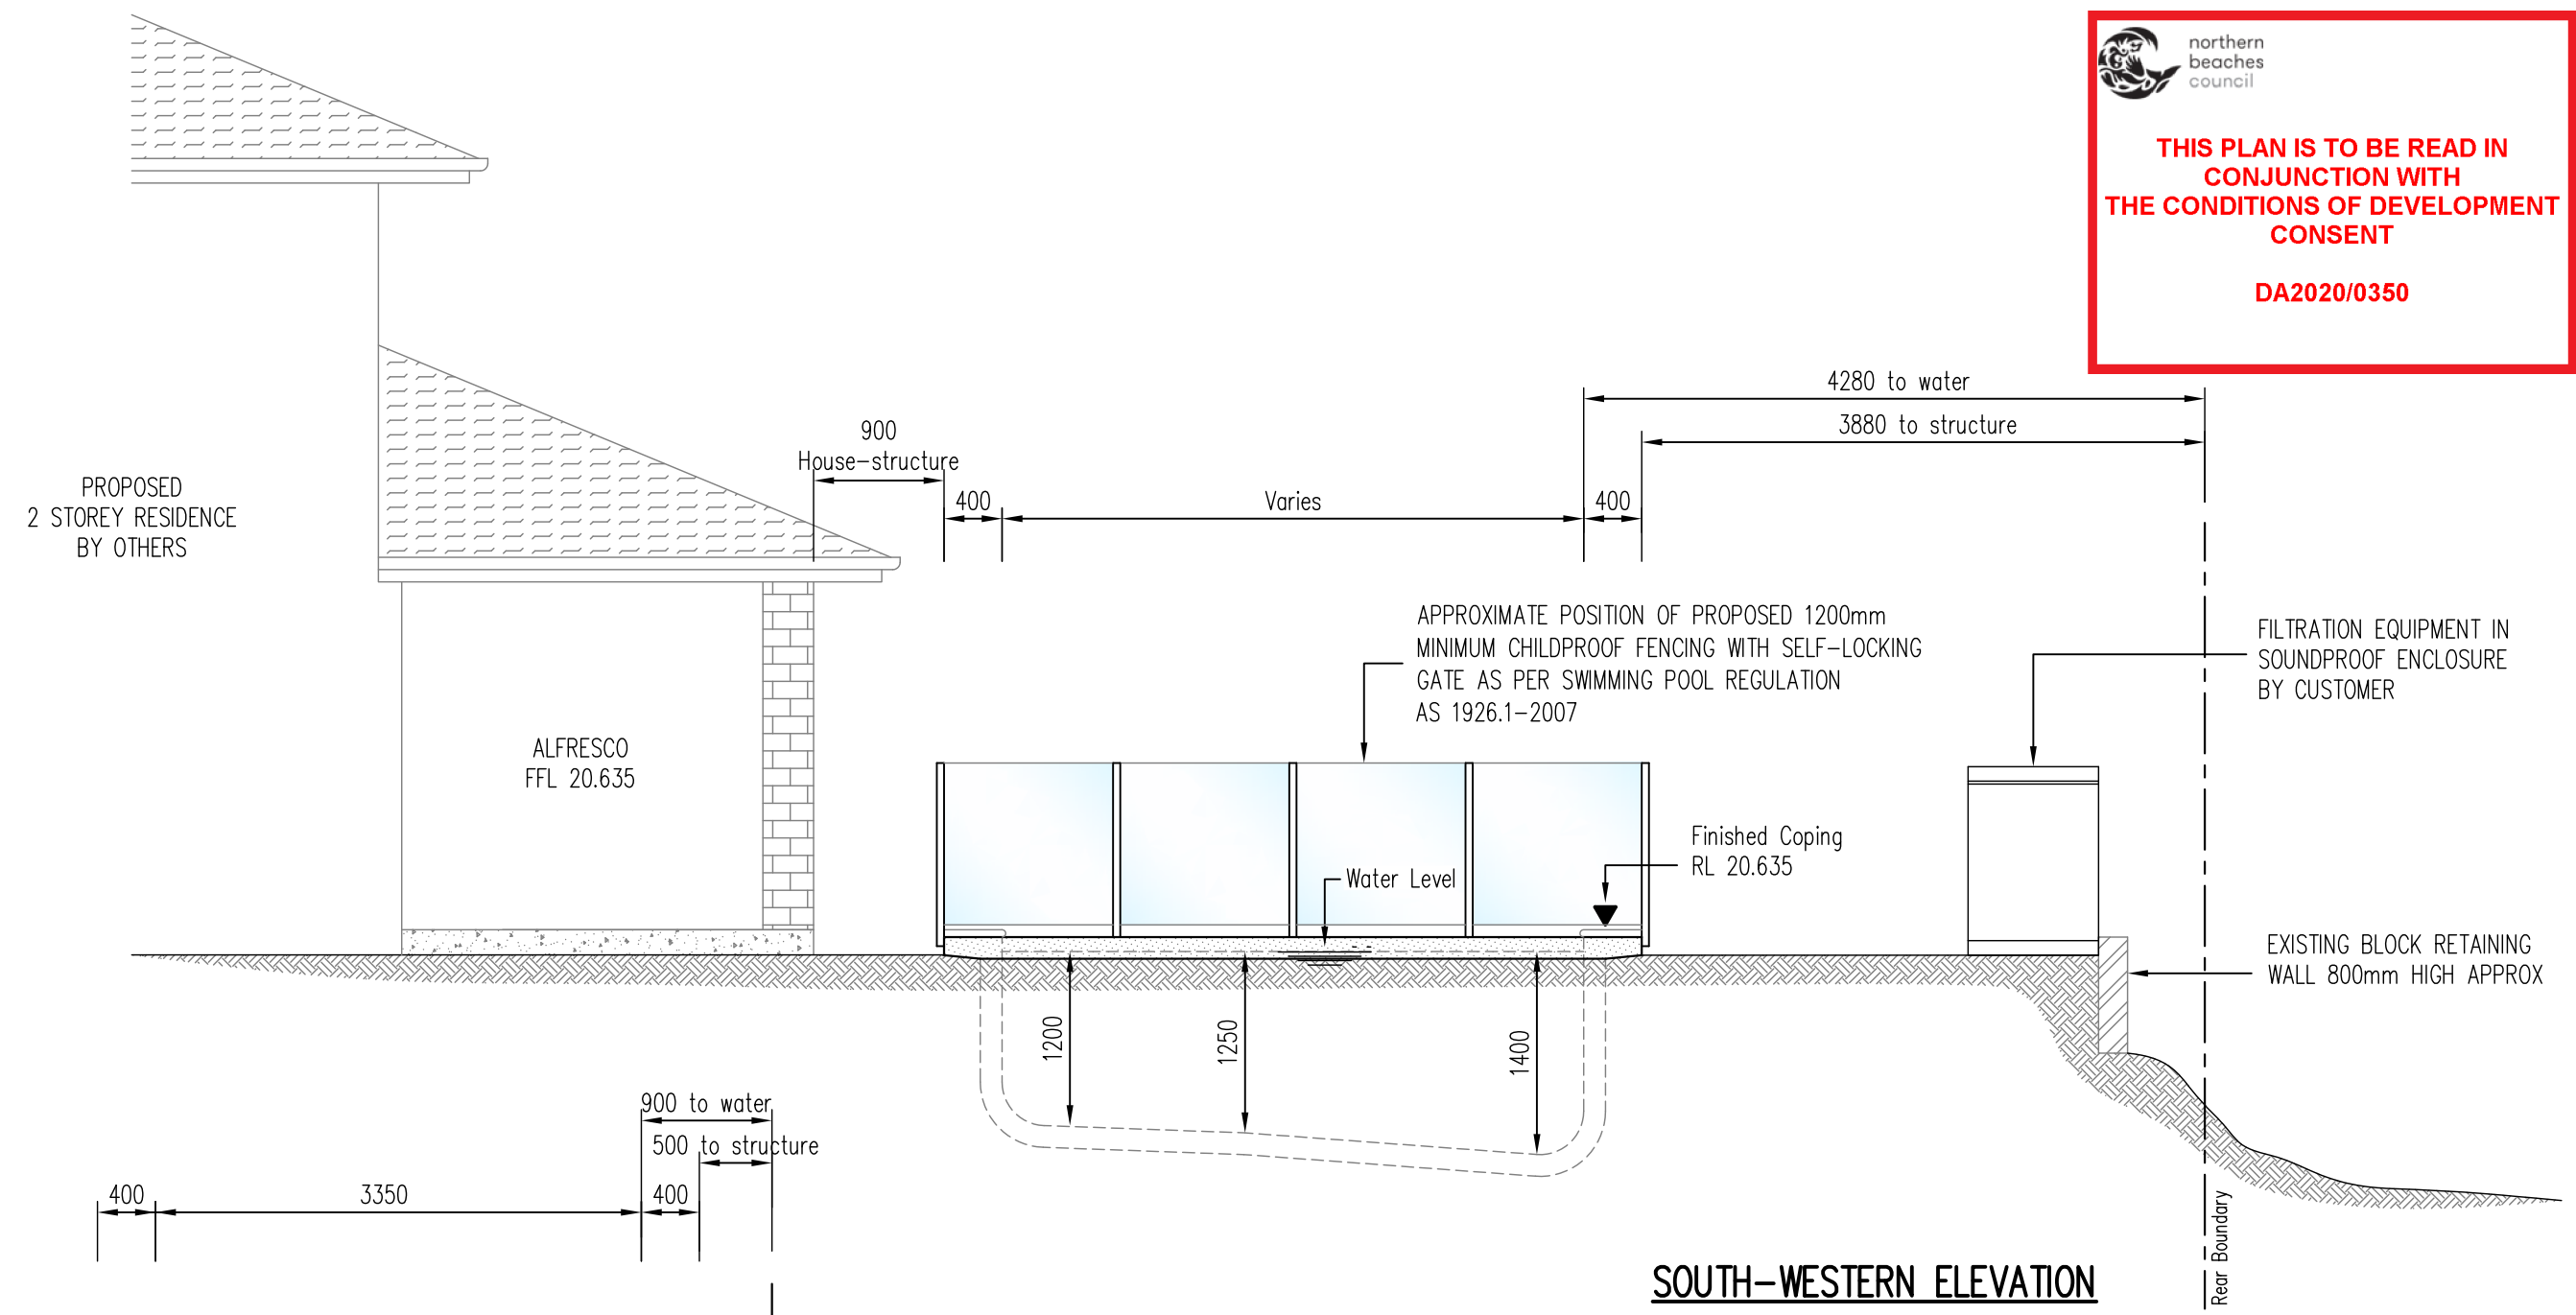 northern
beaches
council
THIS PLAN IS TO BE READ IN
CONJUNCTION WITH
THE CONDITIONS OF DEVELOPMENT
CONSENT
DA2020/0350
4280 to water
3880 to structure
900
House-structure
400
Varies
400
PROPOSED
2 STOREY RESIDENCE
BY OTHERS
APPROXIMATE POSITION OF PROPOSED 1200mm
MINIMUM CHILDPROOF FENCING WITH SELF-LOCKING
GATE AS PER SWIMMING POOL REGULATION
AS 1926.1-2007
FILTRATION EQUIPMENT IN
SOUNDPROOF ENCLOSURE
BY CUSTOMER
ALFRESCO
FFL 20.635
Finished Coping
RL 20.635
Water Level
EXISTING BLOCK RETAINING
WALL 800mm HIGH APPROX
1200
1250
1400
900 to water
500 to structure
400
3350
400
Rear Boundary
SOUTH-WESTERN ELEVATION